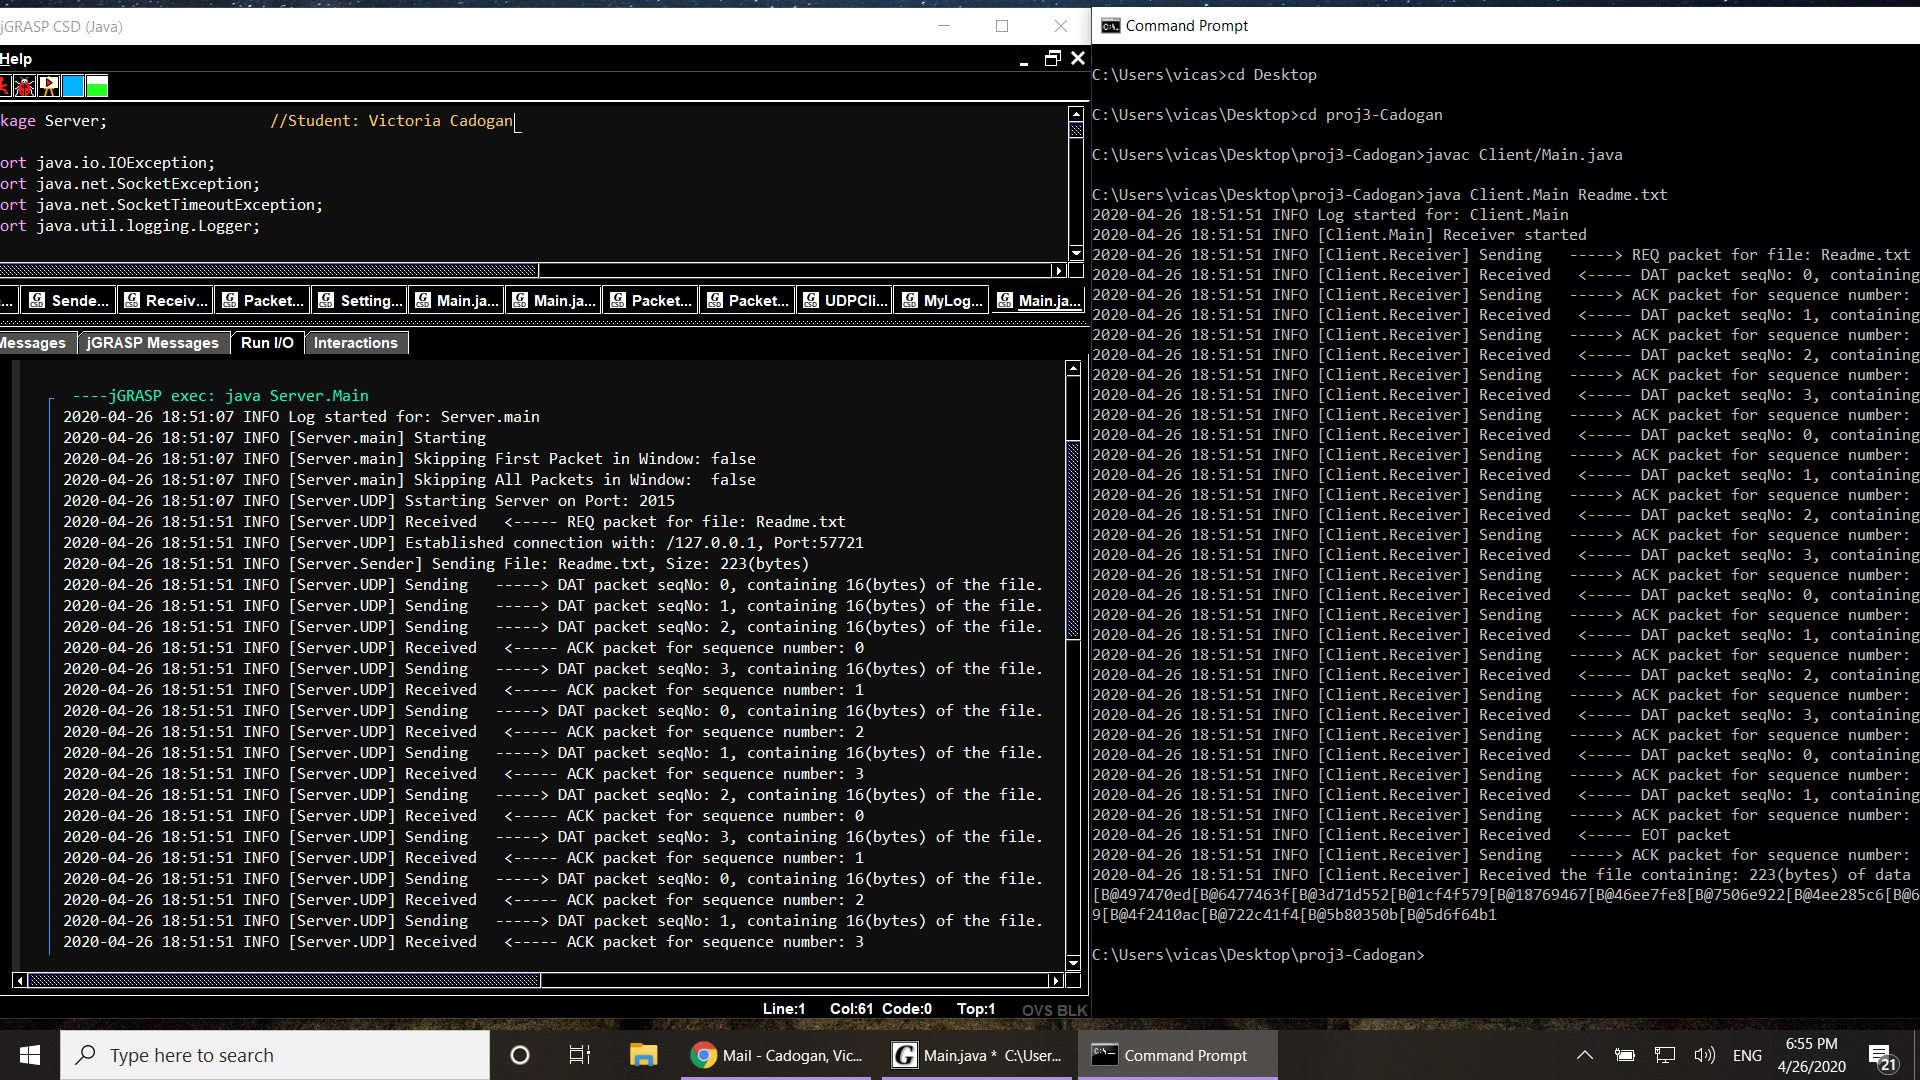 jGRASP CSD (Java)
Help
kage Server; //Student: Victoria Cadogan
ort java.io.IOException;
ort java.net.SocketException;
ort java.net.SocketTimeoutException;
ort java.util.logging.Logger;
... Sende... Receiv... Packet... Setting... Main.ja... Main.ja... Packet... Packet... UDPCli... MyLog... Main.ja...
Messages jGRASP Messages Run I/O Interactions
----jGRASP exec: java Server.Main
2020-04-26 18:51:07 INFO Log started for: Server.main
2020-04-26 18:51:07 INFO [Server.main] Starting
2020-04-26 18:51:07 INFO [Server.main] Skipping First Packet in Window: false
2020-04-26 18:51:07 INFO [Server.main] Skipping All Packets in Window:  false
2020-04-26 18:51:07 INFO [Server.UDP] Sstarting Server on Port: 2015
2020-04-26 18:51:51 INFO [Server.UDP] Received   <----- REQ packet for file: Readme.txt
2020-04-26 18:51:51 INFO [Server.UDP] Established connection with: /127.0.0.1, Port:57721
2020-04-26 18:51:51 INFO [Server.Sender] Sending File: Readme.txt, Size: 223(bytes)
2020-04-26 18:51:51 INFO [Server.UDP] Sending   -----> DAT packet seqNo: 0, containing 16(bytes) of the file.
2020-04-26 18:51:51 INFO [Server.UDP] Sending   -----> DAT packet seqNo: 1, containing 16(bytes) of the file.
2020-04-26 18:51:51 INFO [Server.UDP] Sending   -----> DAT packet seqNo: 2, containing 16(bytes) of the file.
2020-04-26 18:51:51 INFO [Server.UDP] Received   <----- ACK packet for sequence number: 0
2020-04-26 18:51:51 INFO [Server.UDP] Sending   -----> DAT packet seqNo: 3, containing 16(bytes) of the file.
2020-04-26 18:51:51 INFO [Server.UDP] Received   <----- ACK packet for sequence number: 1
2020-04-26 18:51:51 INFO [Server.UDP] Sending   -----> DAT packet seqNo: 0, containing 16(bytes) of the file.
2020-04-26 18:51:51 INFO [Server.UDP] Received   <----- ACK packet for sequence number: 2
2020-04-26 18:51:51 INFO [Server.UDP] Sending   -----> DAT packet seqNo: 1, containing 16(bytes) of the file.
2020-04-26 18:51:51 INFO [Server.UDP] Received   <----- ACK packet for sequence number: 3
2020-04-26 18:51:51 INFO [Server.UDP] Sending   -----> DAT packet seqNo: 2, containing 16(bytes) of the file.
2020-04-26 18:51:51 INFO [Server.UDP] Received   <----- ACK packet for sequence number: 0
2020-04-26 18:51:51 INFO [Server.UDP] Sending   -----> DAT packet seqNo: 3, containing 16(bytes) of the file.
2020-04-26 18:51:51 INFO [Server.UDP] Received   <----- ACK packet for sequence number: 1
2020-04-26 18:51:51 INFO [Server.UDP] Sending   -----> DAT packet seqNo: 0, containing 16(bytes) of the file.
2020-04-26 18:51:51 INFO [Server.UDP] Received   <----- ACK packet for sequence number: 2
2020-04-26 18:51:51 INFO [Server.UDP] Sending   -----> DAT packet seqNo: 1, containing 16(bytes) of the file.
2020-04-26 18:51:51 INFO [Server.UDP] Received   <----- ACK packet for sequence number: 3
Line:1 Col:61 Code:0 Top:1 OVS BLK
Command Prompt
C:\Users\vicas>cd Desktop
C:\Users\vicas\Desktop>cd proj3-Cadogan
C:\Users\vicas\Desktop\proj3-Cadogan>javac Client/Main.java
C:\Users\vicas\Desktop\proj3-Cadogan>java Client.Main Readme.txt
2020-04-26 18:51:51 INFO Log started for: Client.Main
2020-04-26 18:51:51 INFO [Client.Main] Receiver started
2020-04-26 18:51:51 INFO [Client.Receiver] Sending   -----> REQ packet for file: Readme.txt
2020-04-26 18:51:51 INFO [Client.Receiver] Received   <----- DAT packet seqNo: 0, containing
2020-04-26 18:51:51 INFO [Client.Receiver] Sending   -----> ACK packet for sequence number:
2020-04-26 18:51:51 INFO [Client.Receiver] Received   <----- DAT packet seqNo: 1, containing
2020-04-26 18:51:51 INFO [Client.Receiver] Sending   -----> ACK packet for sequence number:
2020-04-26 18:51:51 INFO [Client.Receiver] Received   <----- DAT packet seqNo: 2, containing
2020-04-26 18:51:51 INFO [Client.Receiver] Sending   -----> ACK packet for sequence number:
2020-04-26 18:51:51 INFO [Client.Receiver] Received   <----- DAT packet seqNo: 3, containing
2020-04-26 18:51:51 INFO [Client.Receiver] Sending   -----> ACK packet for sequence number:
2020-04-26 18:51:51 INFO [Client.Receiver] Received   <----- DAT packet seqNo: 0, containing
2020-04-26 18:51:51 INFO [Client.Receiver] Sending   -----> ACK packet for sequence number:
2020-04-26 18:51:51 INFO [Client.Receiver] Received   <----- DAT packet seqNo: 1, containing
2020-04-26 18:51:51 INFO [Client.Receiver] Sending   -----> ACK packet for sequence number:
2020-04-26 18:51:51 INFO [Client.Receiver] Received   <----- DAT packet seqNo: 2, containing
2020-04-26 18:51:51 INFO [Client.Receiver] Sending   -----> ACK packet for sequence number:
2020-04-26 18:51:51 INFO [Client.Receiver] Received   <----- DAT packet seqNo: 3, containing
2020-04-26 18:51:51 INFO [Client.Receiver] Sending   -----> ACK packet for sequence number:
2020-04-26 18:51:51 INFO [Client.Receiver] Received   <----- DAT packet seqNo: 0, containing
2020-04-26 18:51:51 INFO [Client.Receiver] Sending   -----> ACK packet for sequence number:
2020-04-26 18:51:51 INFO [Client.Receiver] Received   <----- DAT packet seqNo: 1, containing
2020-04-26 18:51:51 INFO [Client.Receiver] Sending   -----> ACK packet for sequence number:
2020-04-26 18:51:51 INFO [Client.Receiver] Received   <----- DAT packet seqNo: 2, containing
2020-04-26 18:51:51 INFO [Client.Receiver] Sending   -----> ACK packet for sequence number:
2020-04-26 18:51:51 INFO [Client.Receiver] Received   <----- DAT packet seqNo: 3, containing
2020-04-26 18:51:51 INFO [Client.Receiver] Sending   -----> ACK packet for sequence number:
2020-04-26 18:51:51 INFO [Client.Receiver] Received   <----- DAT packet seqNo: 0, containing
2020-04-26 18:51:51 INFO [Client.Receiver] Sending   -----> ACK packet for sequence number:
2020-04-26 18:51:51 INFO [Client.Receiver] Received   <----- DAT packet seqNo: 1, containing
2020-04-26 18:51:51 INFO [Client.Receiver] Sending   -----> ACK packet for sequence number:
2020-04-26 18:51:51 INFO [Client.Receiver] Received   <----- EOT packet
2020-04-26 18:51:51 INFO [Client.Receiver] Sending   -----> ACK packet for sequence number:
2020-04-26 18:51:51 INFO [Client.Receiver] Received the file containing: 223(bytes) of data
[B@497470ed[B@6477463f[B@3d71d552[B@1cf4f579[B@18769467[B@46ee7fe8[B@7506e922[B@4ee285c6[B@6
9[B@4f2410ac[B@722c41f4[B@5b80350b[B@5d6f64b1
C:\Users\vicas\Desktop\proj3-Cadogan>
Type here to search
Mail - Cadogan, Vic...
Main.java * C:\User...
Command Prompt
ENG
6:55 PM
4/26/2020
21